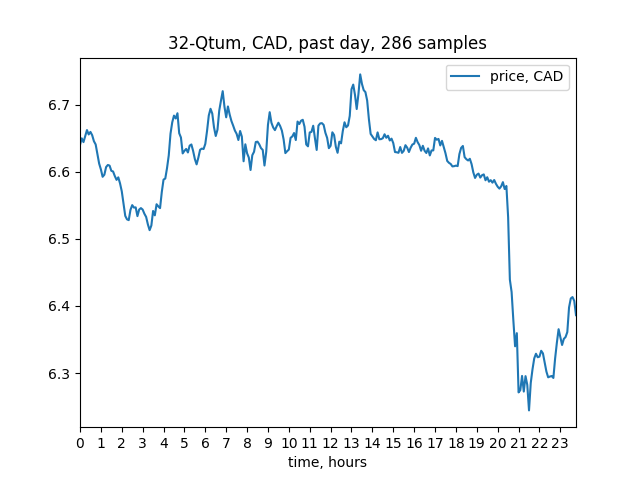 32-Qtum, CAD, past day, 286 samples
price, CAD
6.7
6.6
6.5
6.4
6.3
0 1 2 3 4 5 6 7 8 9 10 11 12 13 14 15 16 17 18 19 20 21 22 23
time, hours